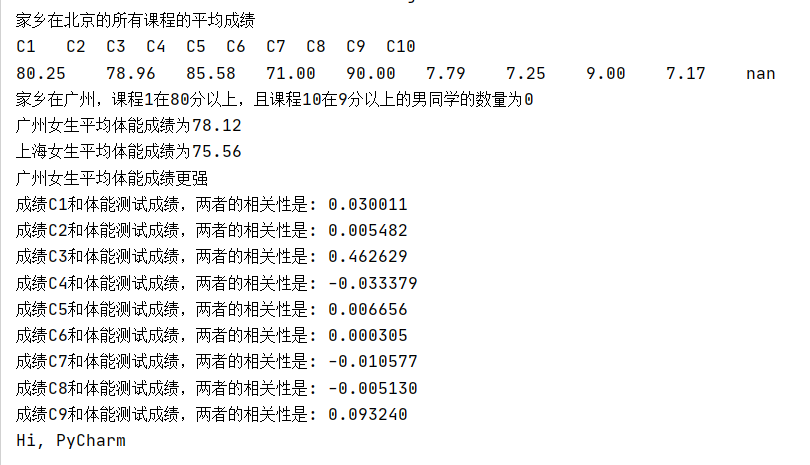 家乡在北京的所有课程的平均成绩
C1 C2 C3 C4 C5 C6 C7 C8 C9 C10
80.25 78.96 85.58 71.00 90.00 7.79 7.25 9.00 7.17 nan
家乡在广州，课程1在80分以上，且课程10在9分以上的男同学的数量为0
广州女生平均体能成绩为78.12
上海女生平均体能成绩为75.56
广州女生平均体能成绩更强
成绩C1和体能测试成绩，两者的相关性是: 0.030011
成绩C2和体能测试成绩，两者的相关性是: 0.005482
成绩C3和体能测试成绩，两者的相关性是: 0.462629
成绩C4和体能测试成绩，两者的相关性是: -0.033379
成绩C5和体能测试成绩，两者的相关性是: 0.006656
成绩C6和体能测试成绩，两者的相关性是: 0.000305
成绩C7和体能测试成绩，两者的相关性是: -0.010577
成绩C8和体能测试成绩，两者的相关性是: -0.005130
成绩C9和体能测试成绩，两者的相关性是: 0.093240
Hi, PyCharm